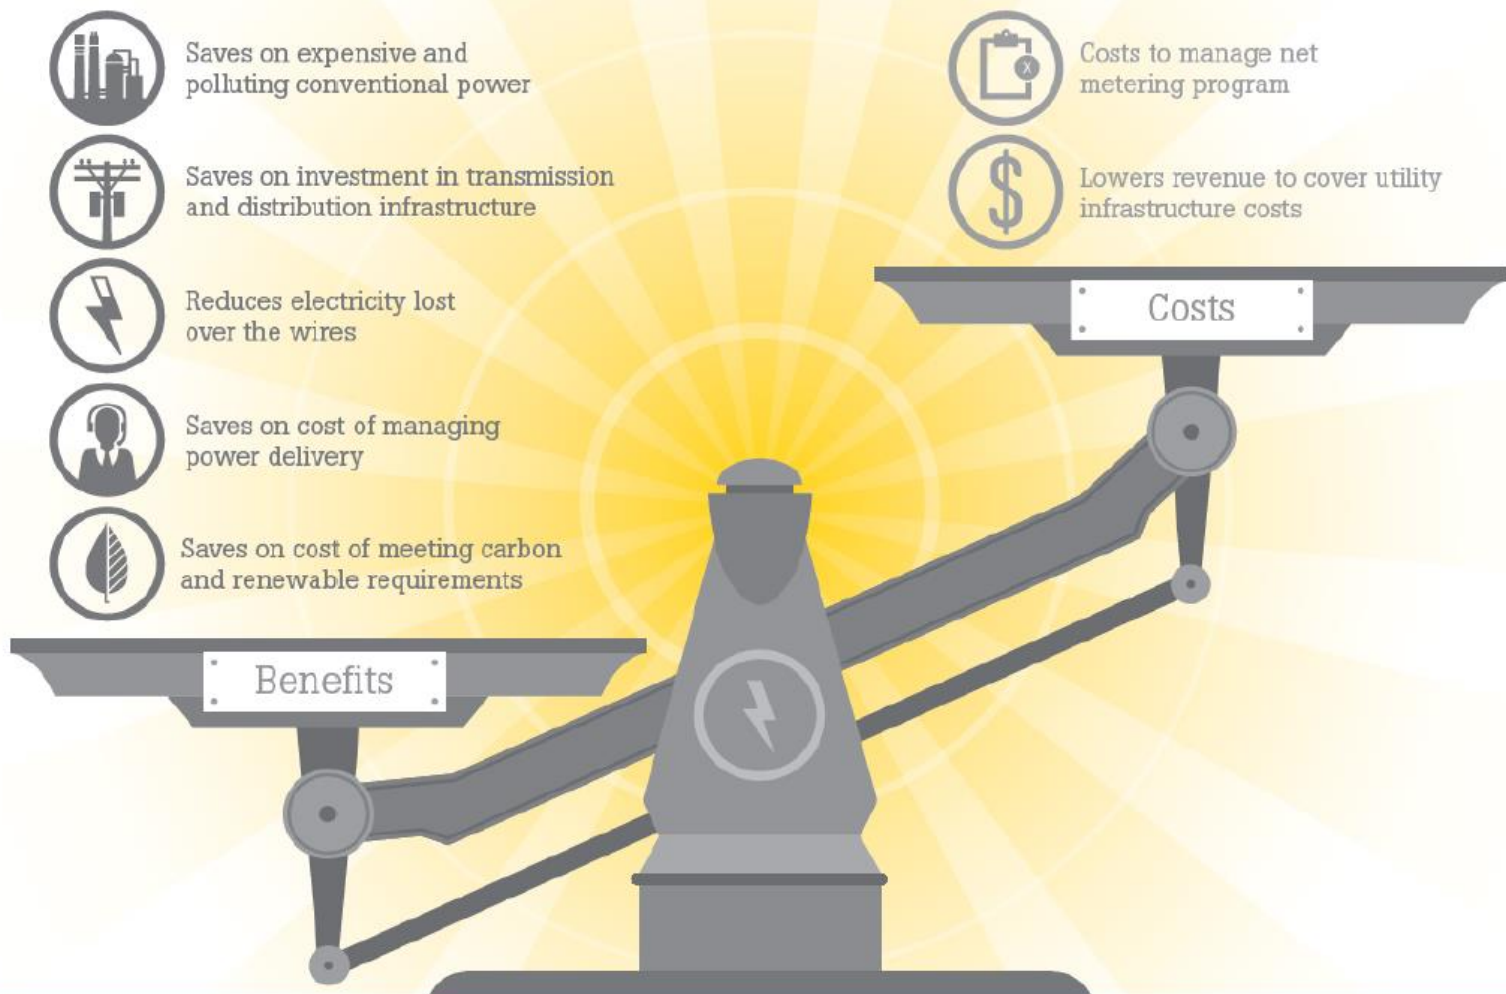 Saves on expensive and
polluting conventional power
Saves on investment in transmission
and distribution infrastructure
Reduces electricity lost
over the wires
Saves on cost of managing
power delivery
Saves on cost of meeting carbon
and renewable requirements
Benefits
X
Costs to manage net
metering program
$
Lowers revenue to cover utility
infrastructure costs
Costs